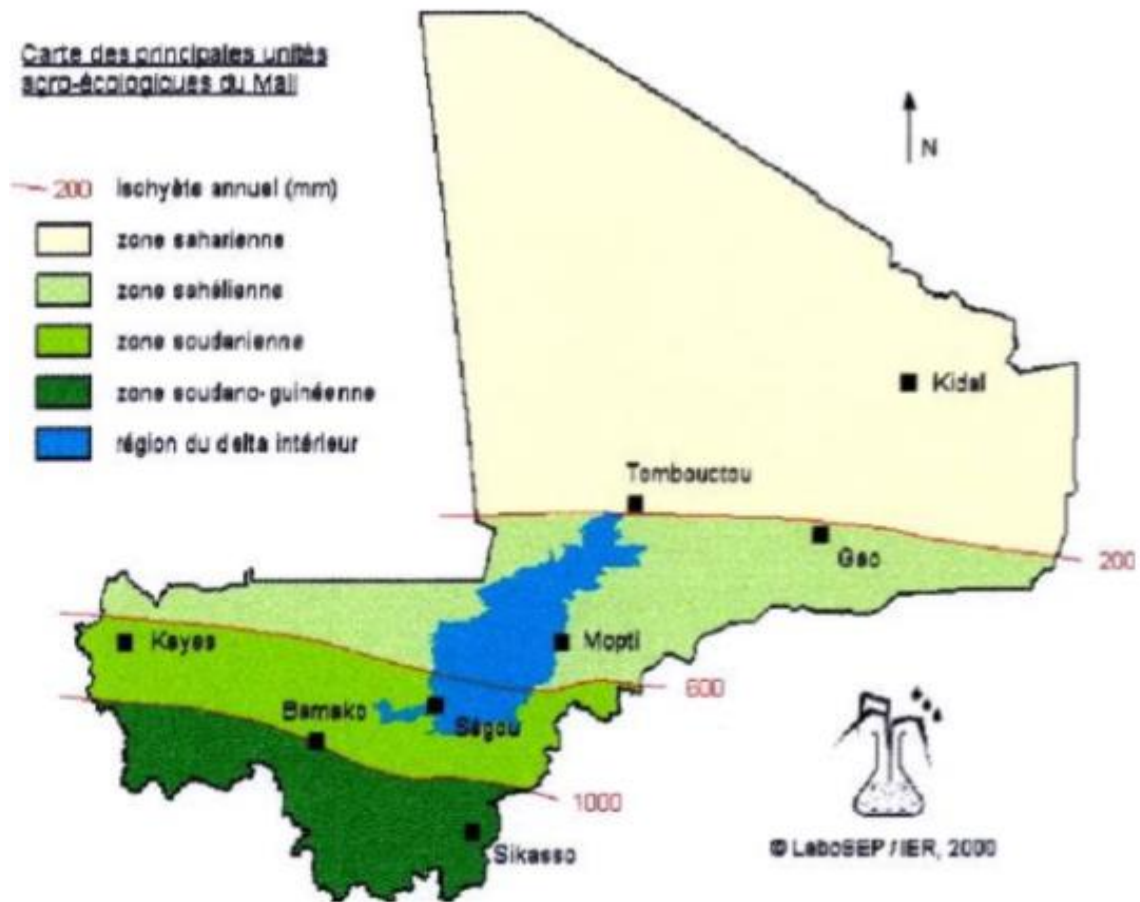 Carte des principales unités
agro-écologiques du Mali
N
200 isohyète annuel (mm)
zone saharienne
zone sahélienne
zone soudanienne
zone soudano-guinéenne
région du delta intérieur
Kidal
Tombouctou
Gao
200
Kayes
Mopti
600
Bamako
Ségou
1000
Sikasso
© LaboSEP / IER, 2000